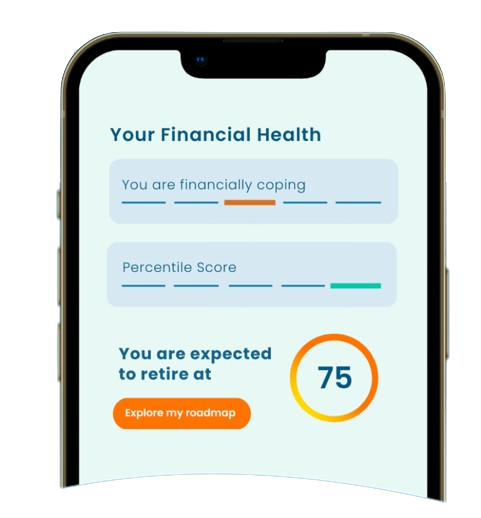 Your Financial Health
You are financially coping
Percentile Score
You are expected
to retire at
75
Explore my roadmap